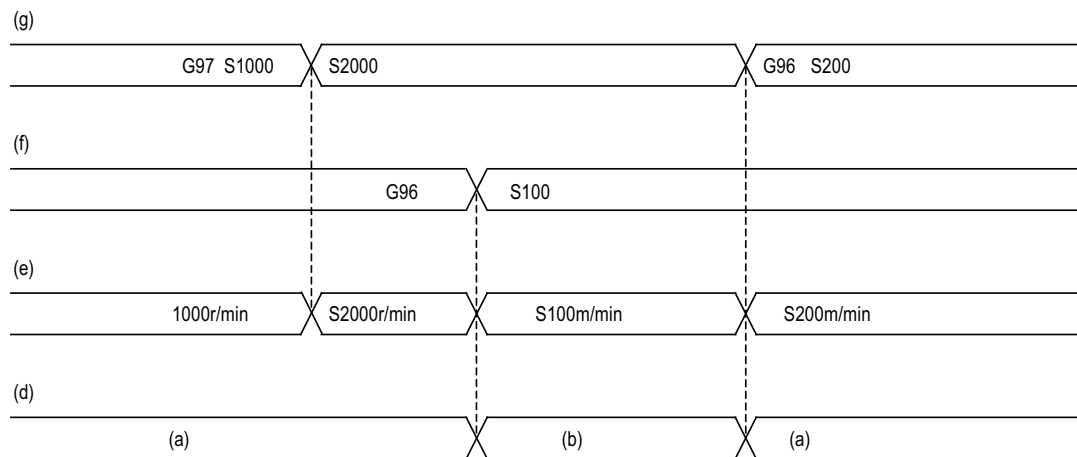 (g)
G97 S1000 S2000 G96 S200
(f)
G96 S100
(e)
1000r/min S2000r/min S100m/min S200m/min
(d)
(a) (b) (a)